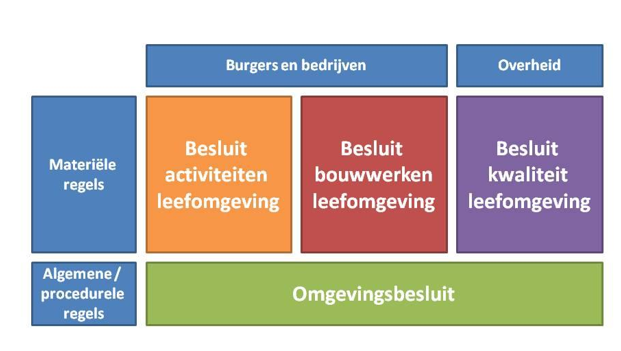 Burgers en bedrijven
Overheid
Materiële
regels
Besluit
activiteiten
leefomgeving
Besluit
bouwwerken
leefomgeving
Besluit
kwaliteit
leefomgeving
Algemene /
procedurele
regels
Omgevingsbesluit